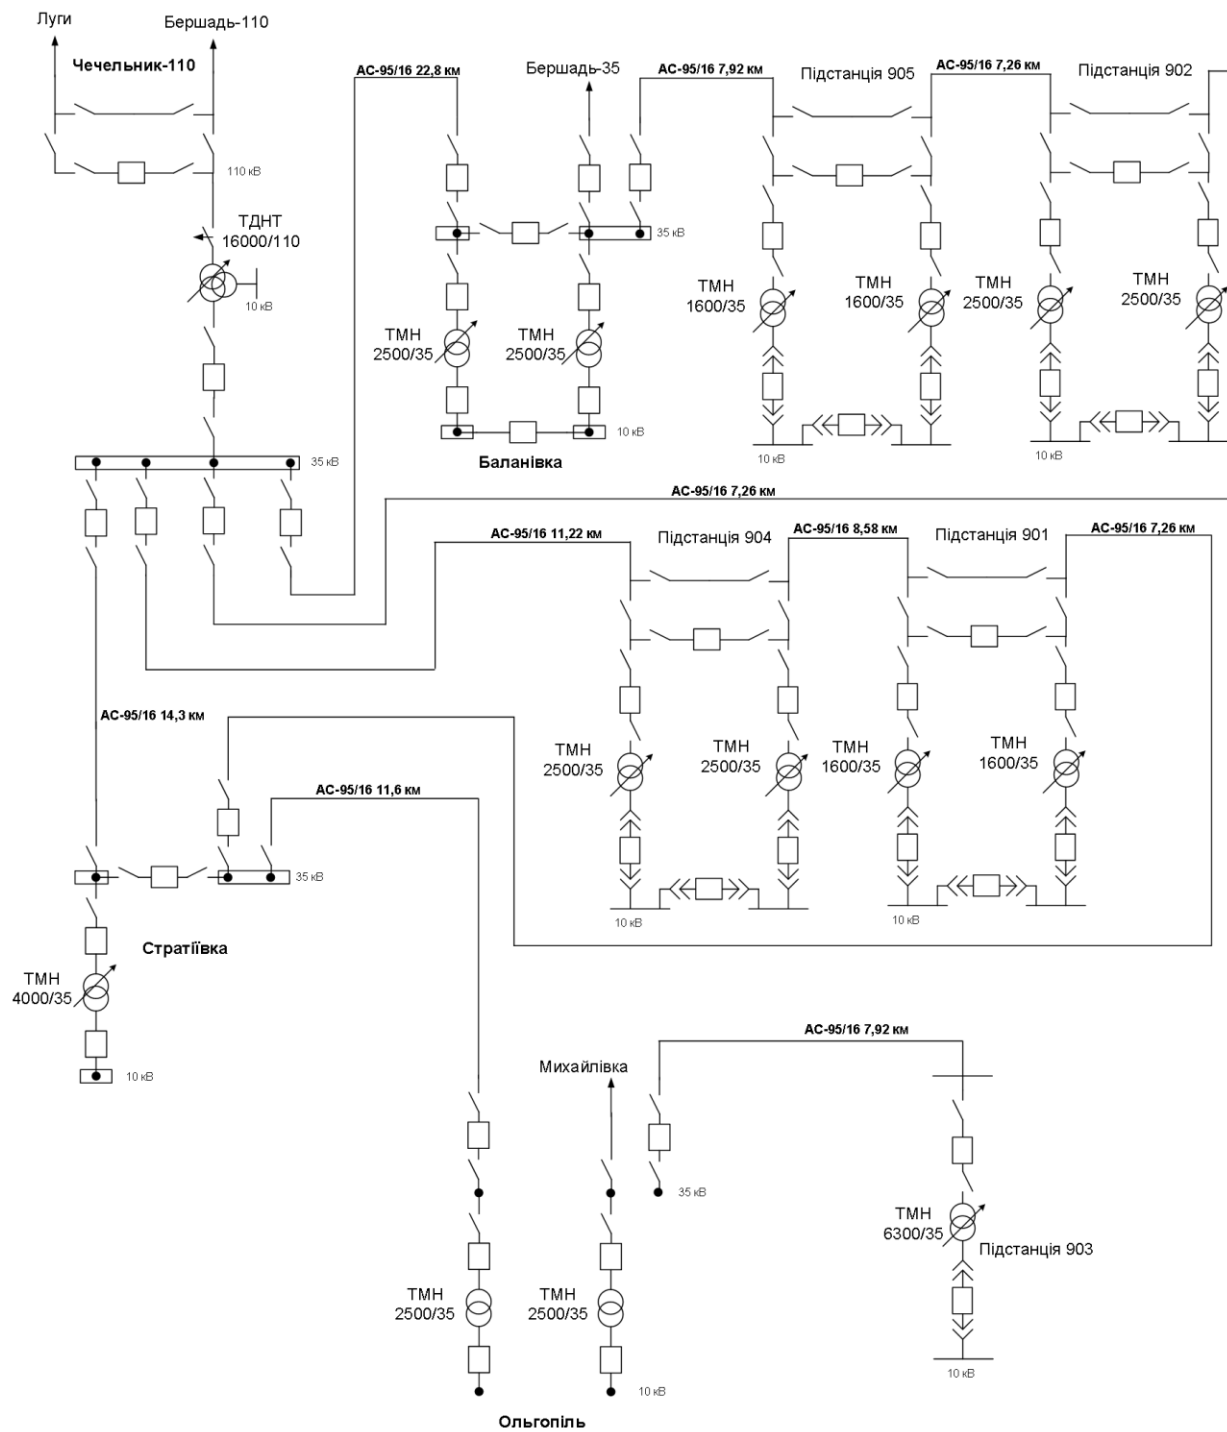 Луги
Бершадь-110
Чечельник-110
110 кВ
ТДНТ
16000/110
10 кВ
35 кВ
АС-95/16 22,8 км
Бершадь-35
35 кВ
ТМН
2500/35
ТМН
2500/35
10 кВ
Баланівка
АС-95/16 7,92 км
Підстанція 905
ТМН
1600/35
ТМН
1600/35
10 кВ
АС-95/16 7,26 км
Підстанція 902
ТМН
2500/35
ТМН
2500/35
10 кВ
АС-95/16 7,26 км
АС-95/16 11,22 км
Підстанція 904
ТМН
2500/35
ТМН
2500/35
10 кВ
АС-95/16 8,58 км
Підстанція 901
АС-95/16 7,26 км
ТМН
1600/35
ТМН
1600/35
10 кВ
АС-95/16 14,3 км
АС-95/16 11,6 км
35 кВ
Стратіївка
ТМН
4000/35
10 кВ
Михайлівка
АС-95/16 7,92 км
35 кВ
ТМН
6300/35
Підстанція 903
10 кВ
ТМН
2500/35
ТМН
2500/35
10 кВ
Ольгопіль